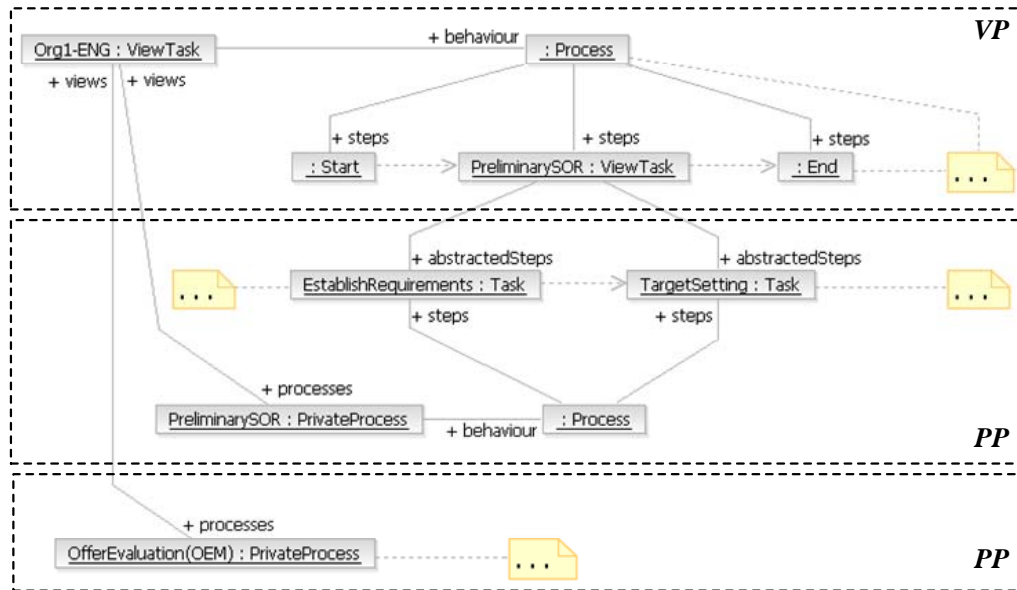 VP
Org1-ENG : ViewTask
+ behaviour
: Process
+ views
+ views
+ steps
+ steps
+ steps
: Start
PreliminarySOR : ViewTask
: End
...
+ abstractedSteps
+ abstractedSteps
...
EstablishRequirements : Task
TargetSetting : Task
...
+ steps
+ steps
+ processes
PreliminarySOR : PrivateProcess
+ behaviour
: Process
PP
+ processes
OfferEvaluation(OEM) : PrivateProcess
...
PP